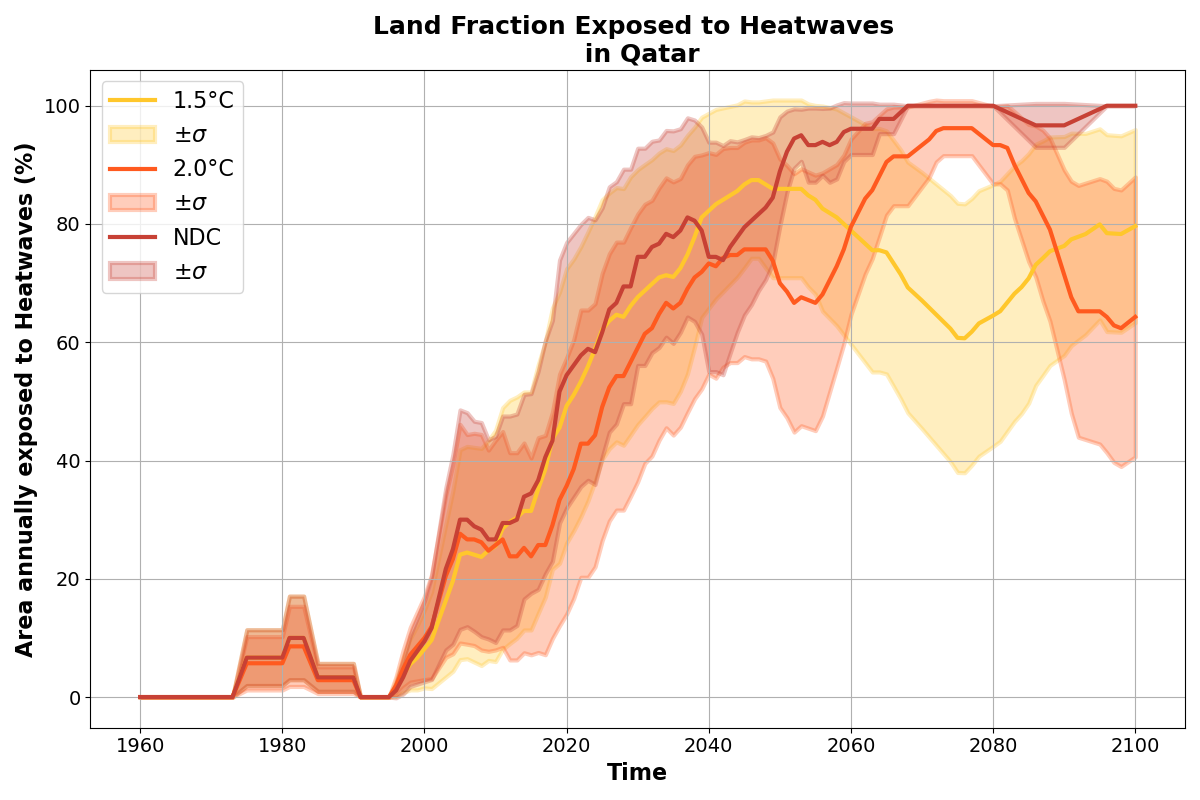 Land Fraction Exposed to Heatwaves
in Qatar
Area annually exposed to Heatwaves (%)
100
80
60
40
20
0
1.5°C
±σ
2.0°C
±σ
NDC
±σ
1960
1980
2000
2020
2040
2060
2080
2100
Time